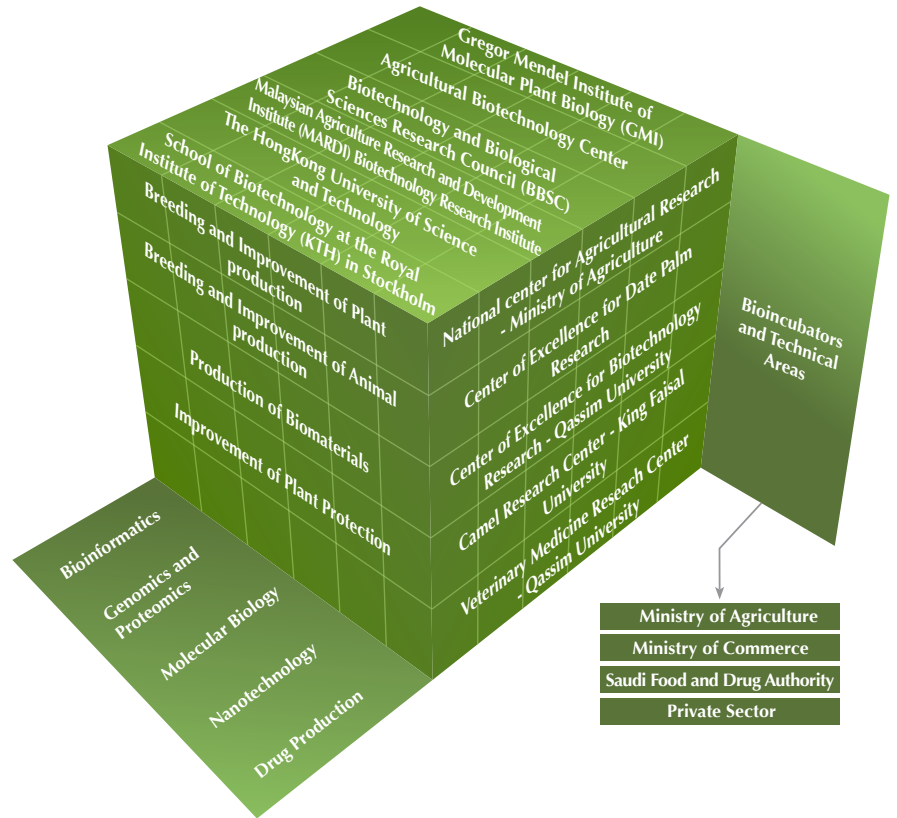 Gregor Mendel Institute of
Molecular Plant Biology (GMI)
Agricultural Biotechnology Center
Biotechnology and Biological
Sciences Research Council (BBSC)
Malaysian Agriculture Research and Development
Institute (MARDI) Biotechnology Research Institute
The HongKong University of Science
and Technology
School of Biotechnology at the Royal
Institute of Technology (KTH) in Stockholm
Breeding and Improvement of Plant
production
Breeding and Improvement of Animal
production
Production of Biomaterials
Improvement of Plant Protection
National center for Agricultural Research
- Ministry of Agriculture
Center of Excellence for Date Palm
Research
Center of Excellence for Biotechnology
Research - Qassim University
Camel Research Center - King Faisal
University
Veterinary Medicine Reseach Center
- Qassim University
Bioincubators
and Technical
Areas
Bioinformatics
Genomics and
Proteomics
Molecular Biology
Nanotechnology
Drug Production
Ministry of Agriculture
Ministry of Commerce
Saudi Food and Drug Authority
Private Sector